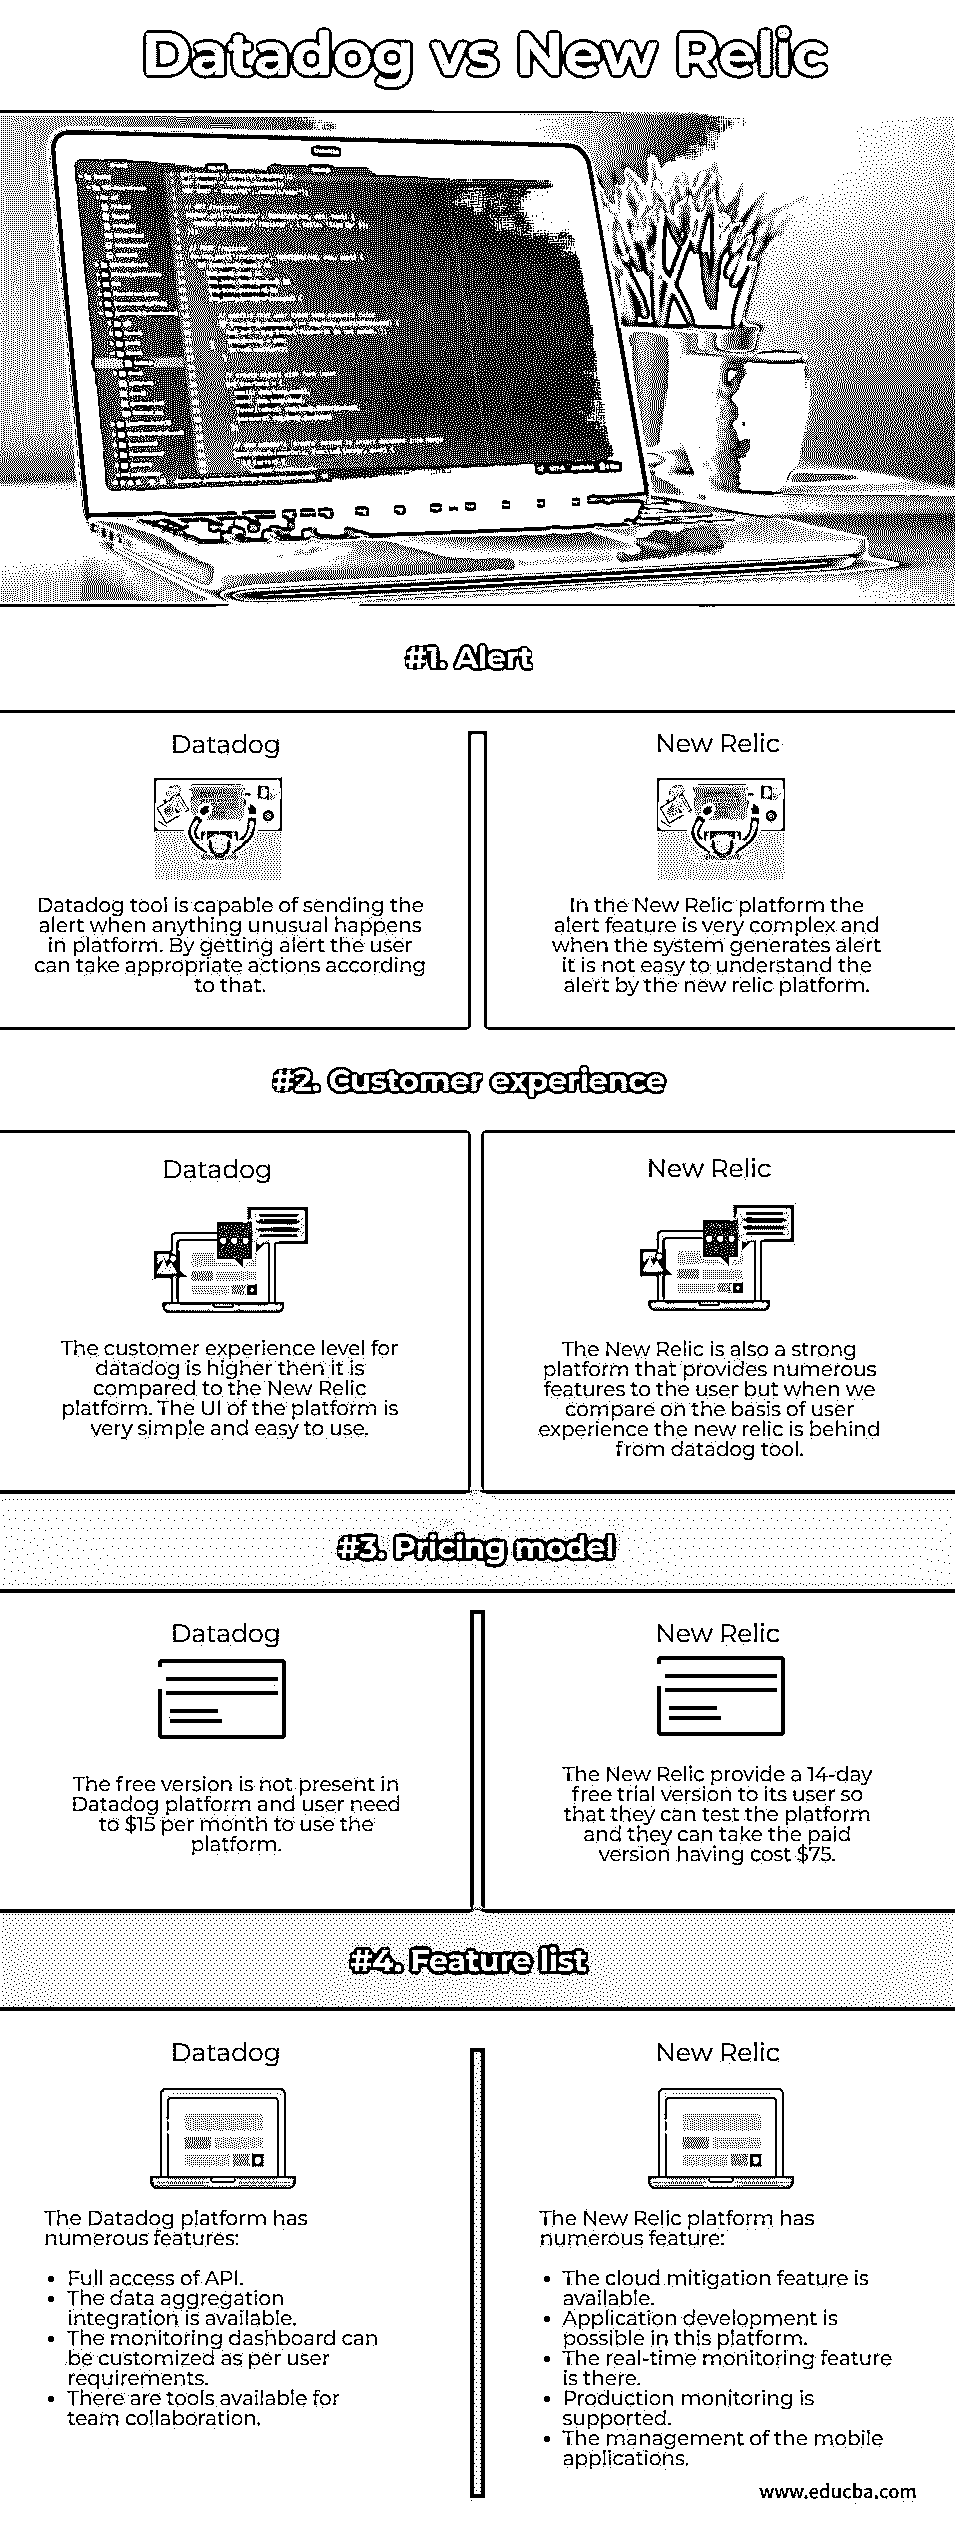 Datadog vs New Relic
#1. Alert
Datadog
Datadog tool is capable of sending the
alert when anything unusual happens
in platform. By getting alert the user
can take appropriate actions according
to that.
New Relic
In the New Relic platform the
alert feature is very complex and
when the system generates alert
it is not easy to understand the
alert by the new relic platform.
#2. Customer experience
Datadog
The customer experience level for
datadog is higher then it is
compared to the New Relic
platform. The UI of the platform is
very simple and easy to use.
New Relic
The New Relic is also a strong
platform that provides numerous
features to the user but when we
compare on the basis of user
experience the new relic is behind
from datadog tool.
#3. Pricing model
Datadog
The free version is not present in
Datadog platform and user need
to $15 per month to use the
platform.
New Relic
The New Relic provide a 14-day
free trial version to its user so
that they can test the platform
and they can take the paid
version having cost $75.
#4. Feature list
Datadog
The Datadog platform has
numerous features:
• Full access of API.
• The data aggregation
integration is available.
• The monitoring dashboard can
be customized as per user
requirements.
• There are tools available for
team collaboration.
New Relic
The New Relic platform has
numerous feature:
• The cloud mitigation feature is
available.
• Application development is
possible in this platform.
• The real-time monitoring feature
is there.
• Production monitoring is
supported.
• The management of the mobile
applications.
www.educba.com